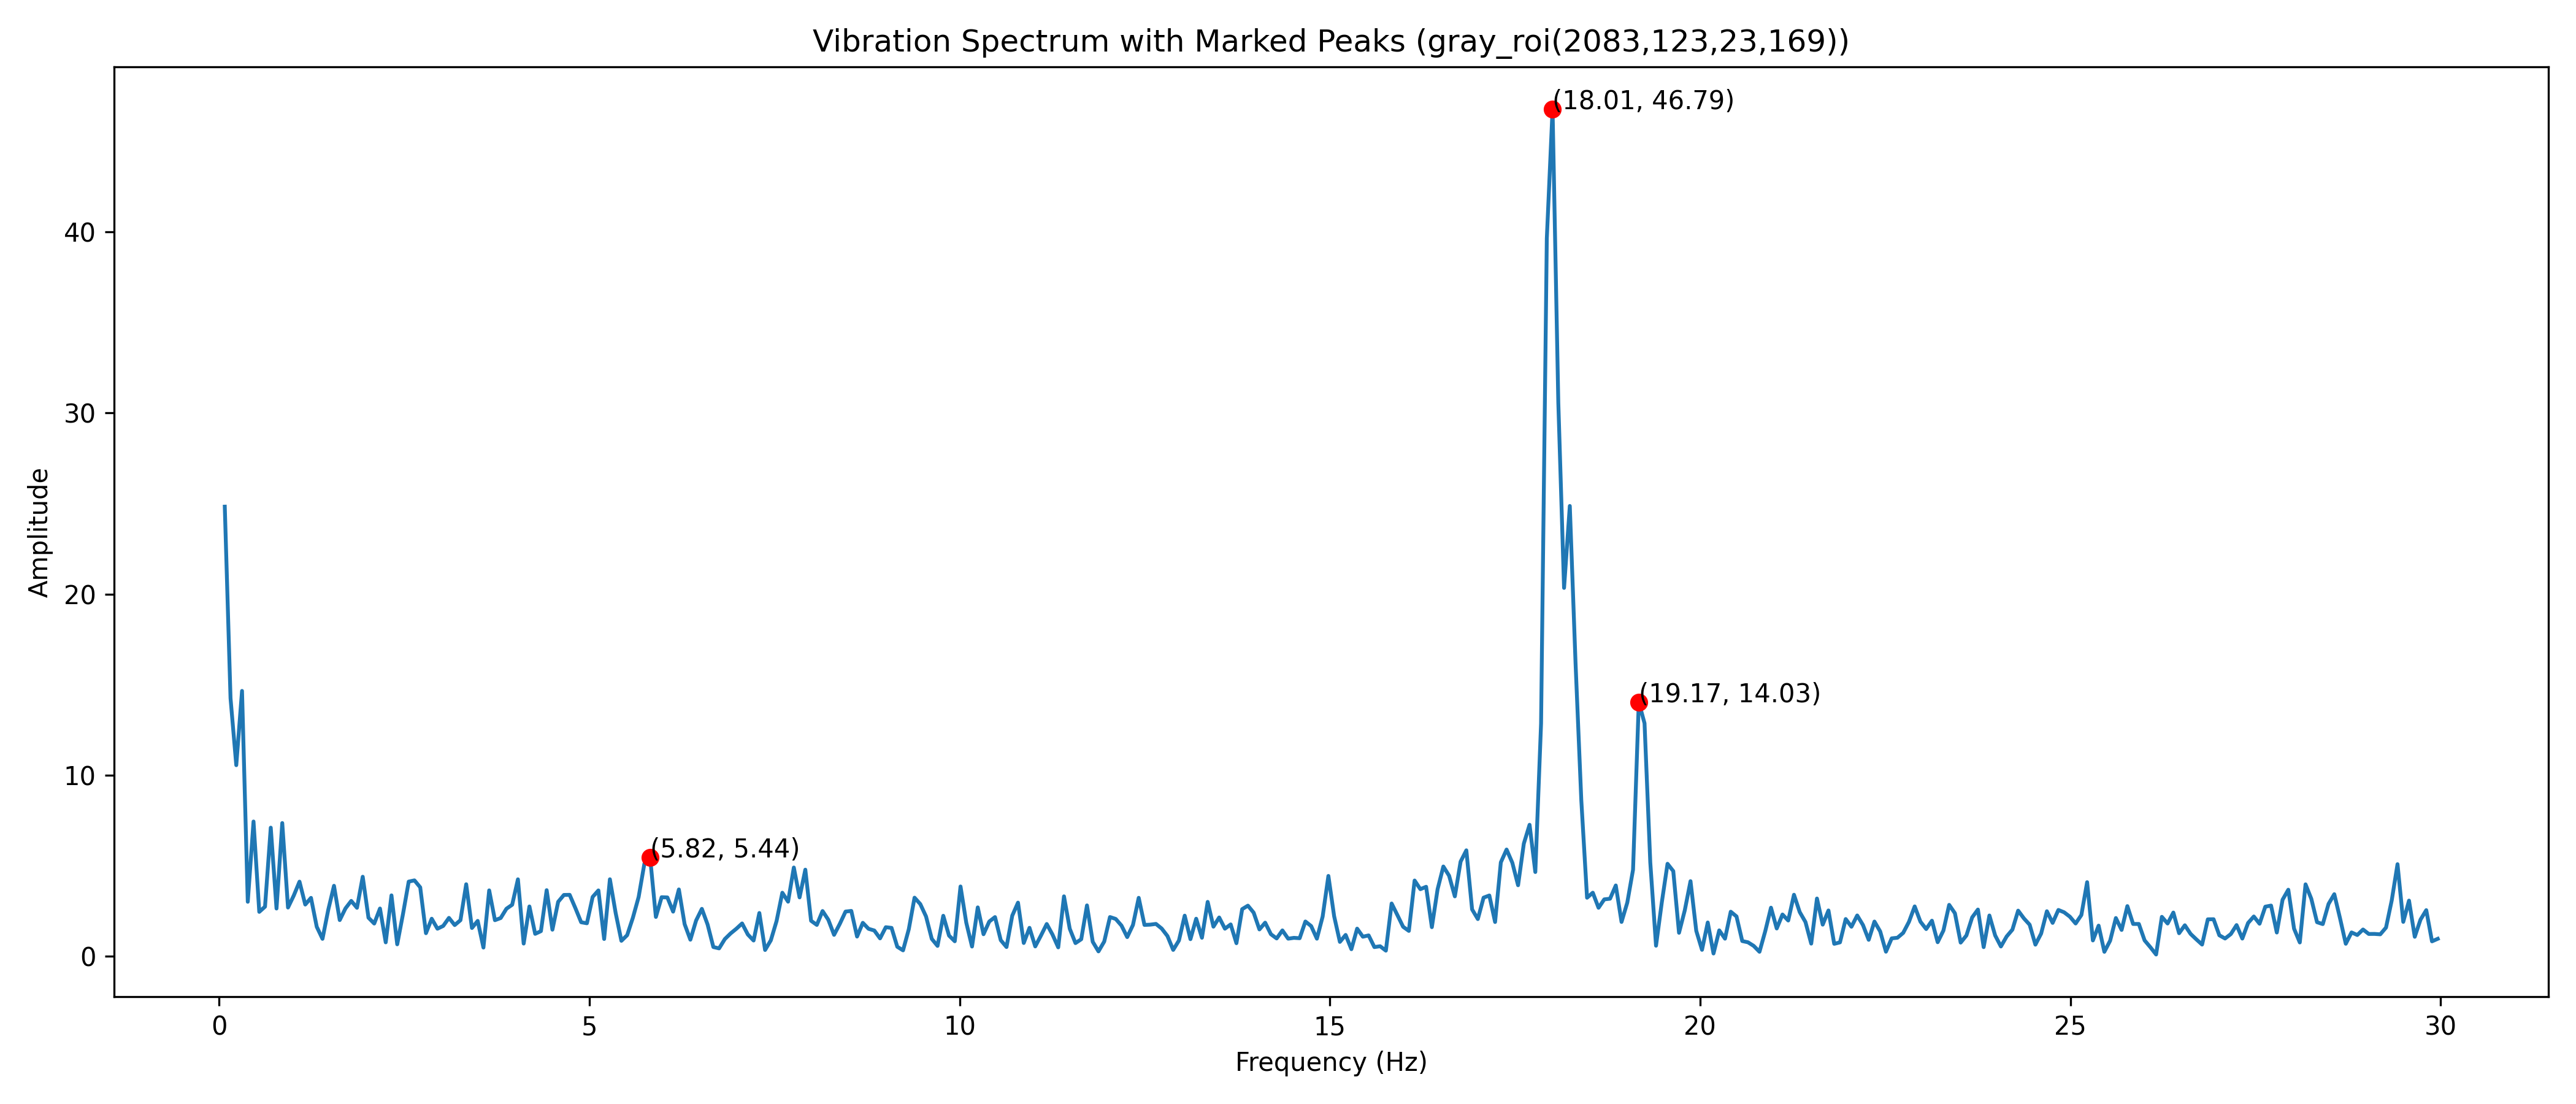 Vibration Spectrum with Marked Peaks (gray_roi(2083,123,23,169))
(18.01, 46.79)
(19.17, 14.03)
(5.82, 5.44)
Amplitude
40
30
20
10
0
0 5 10 15 20 25 30
Frequency (Hz)